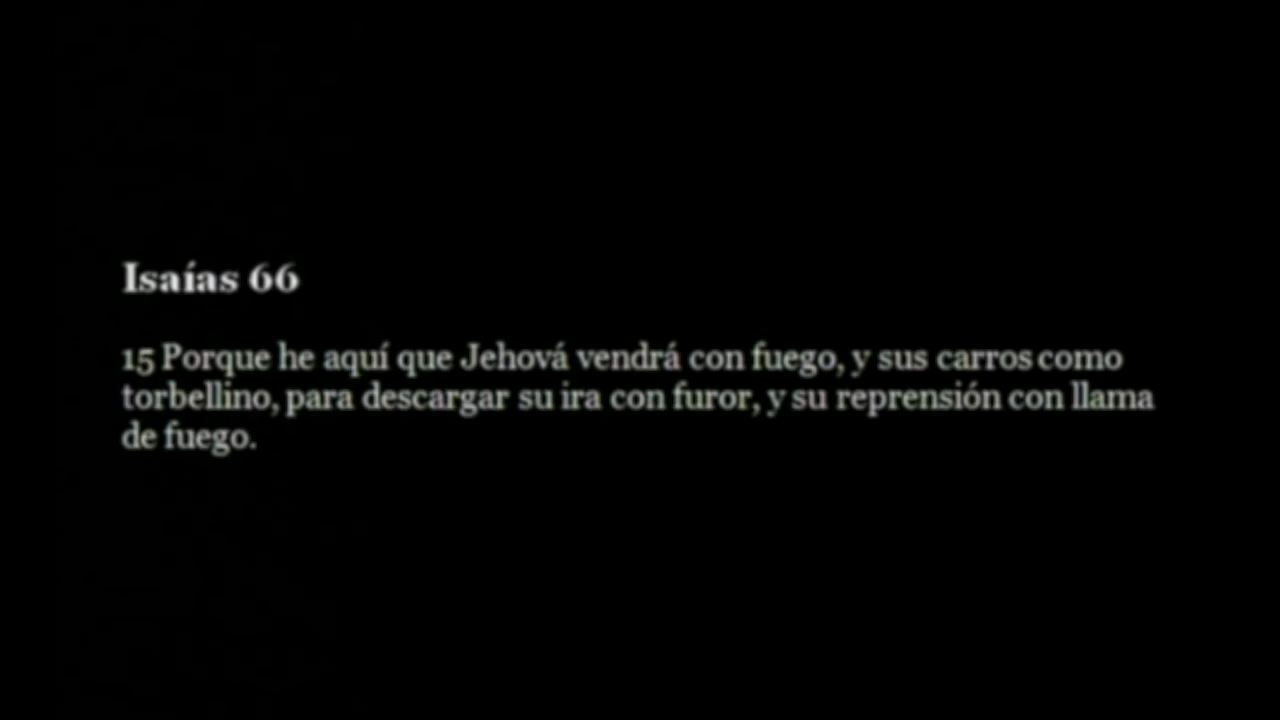 Isaías 66
15 Porque he aquí que Jehová vendrá con fuego, y sus carros como
torbellino, para descargar su ira con furor, y su reprensión con llama
de fuego.